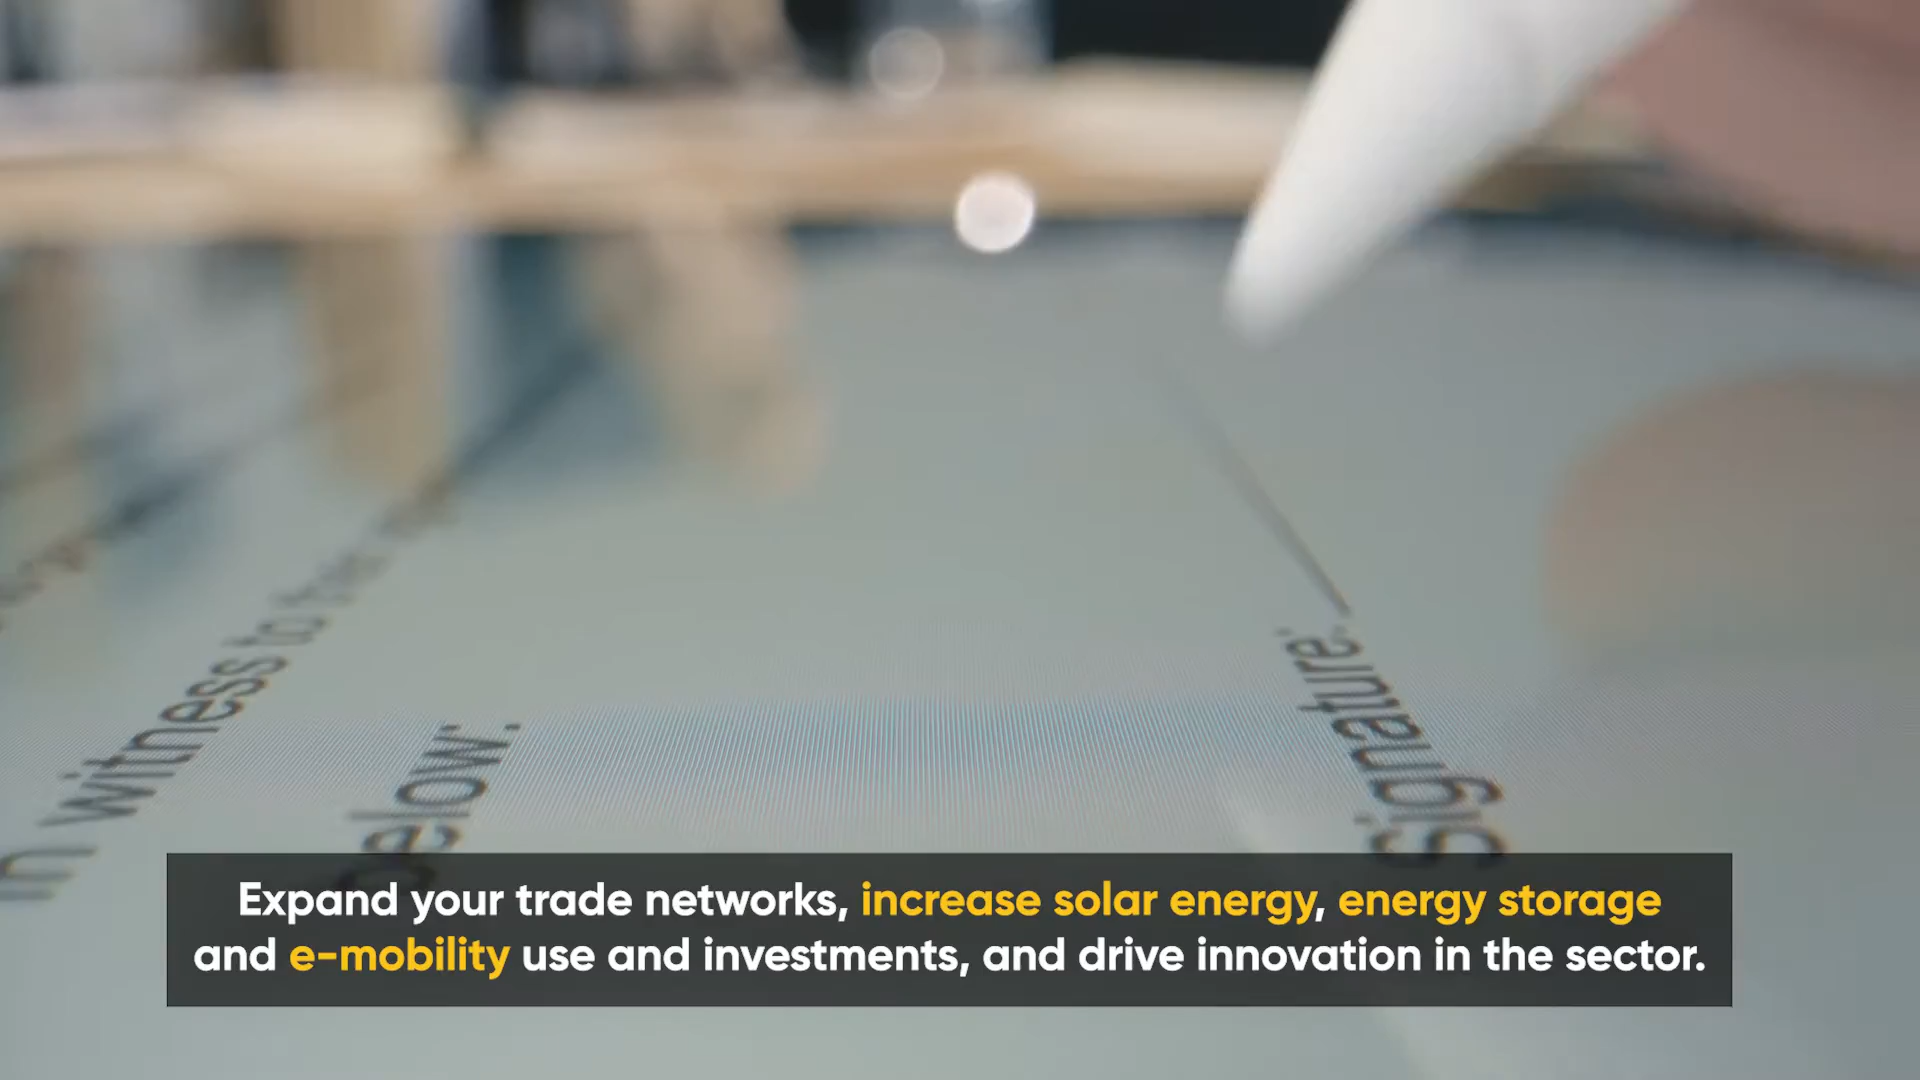 in witness to
below:
Signature:
Expand your trade networks, increase solar energy, energy storage
and e-mobility use and investments, and drive innovation in the sector.